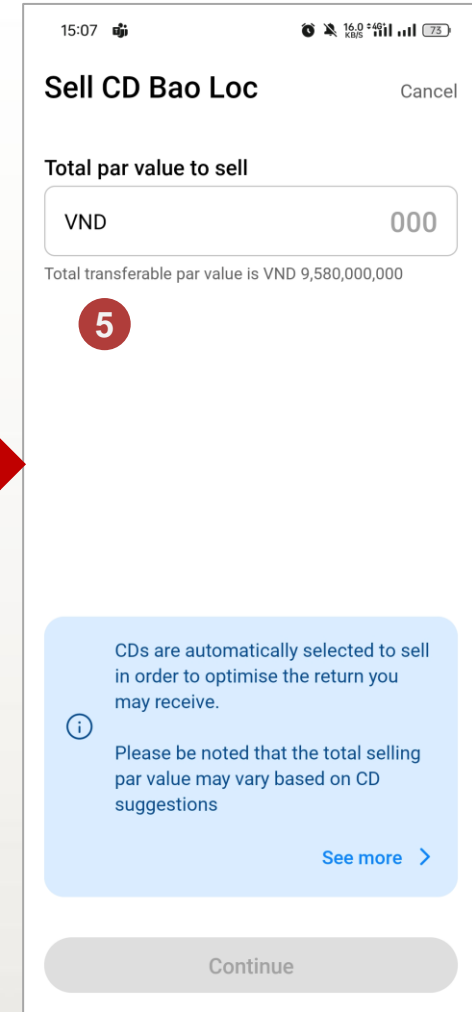 15:07 16.0 KB/S 4G 73
Sell CD Bao Loc
Cancel
Total par value to sell
VND 000
Total transferable par value is VND 9,580,000,000
5
CDs are automatically selected to sell
in order to optimise the return you
may receive.
Please be noted that the total selling
par value may vary based on CD
suggestions
See more
Continue